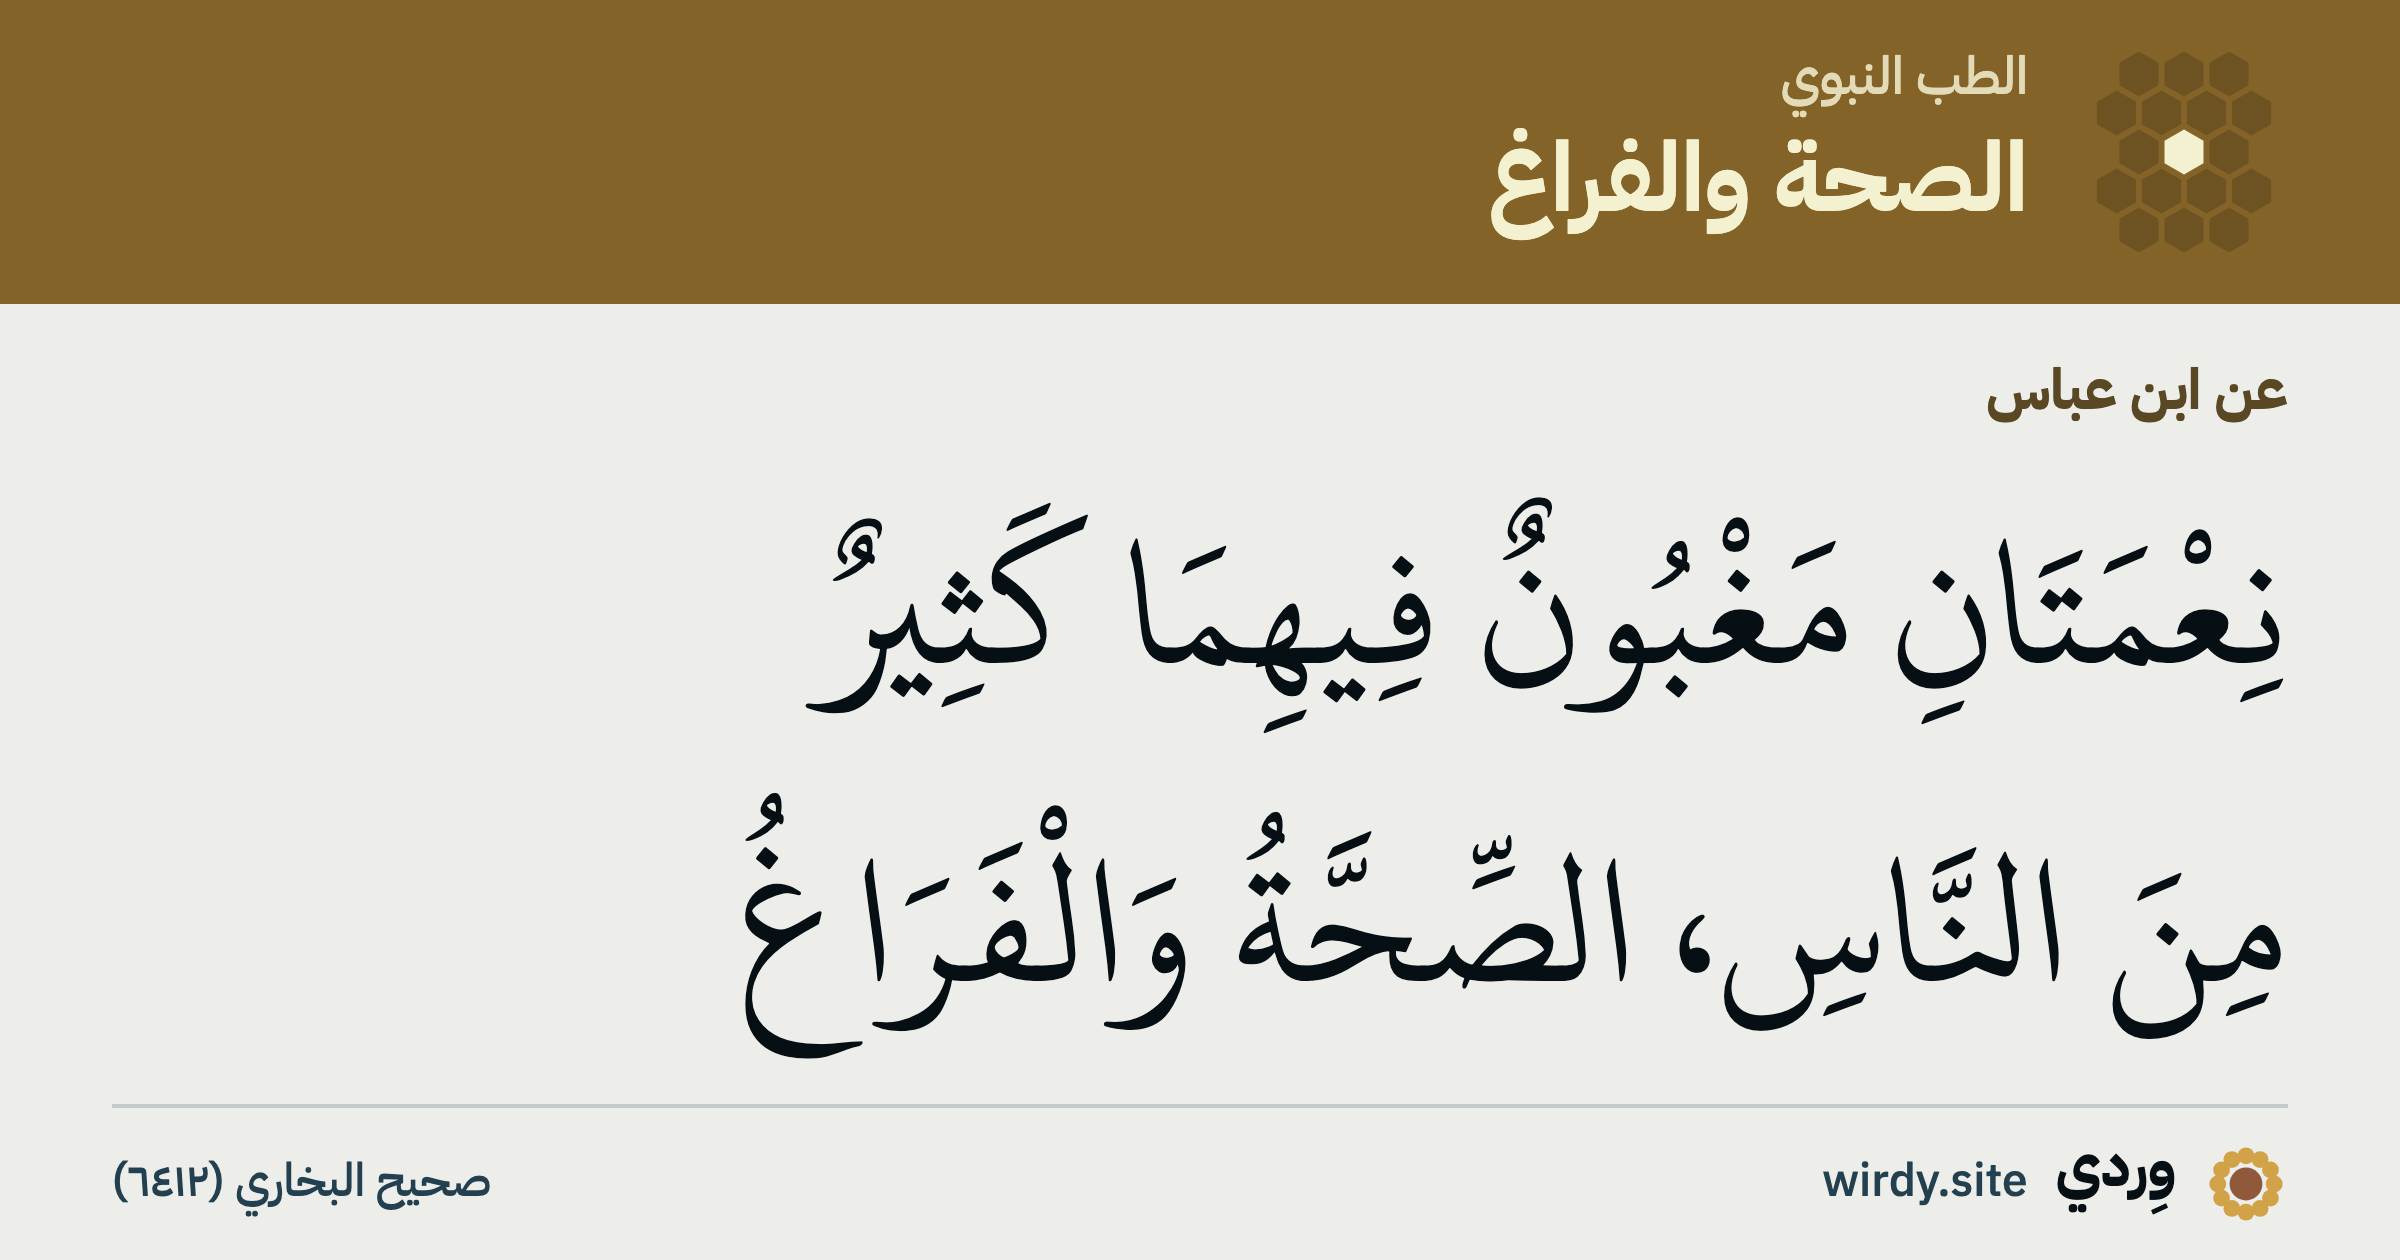 الطب النبوي
الصحة والفراغ
عن ابن عباس
نِعْمَتَانِ مَغْبُونٌ فِيهِمَا كَثِيرٌ
مِنَ النَّاسِ، الصِّحَّةُ وَالْفَرَاغُ
وِردي wirdy.site
صحيح البخاري (٦٤١٢)